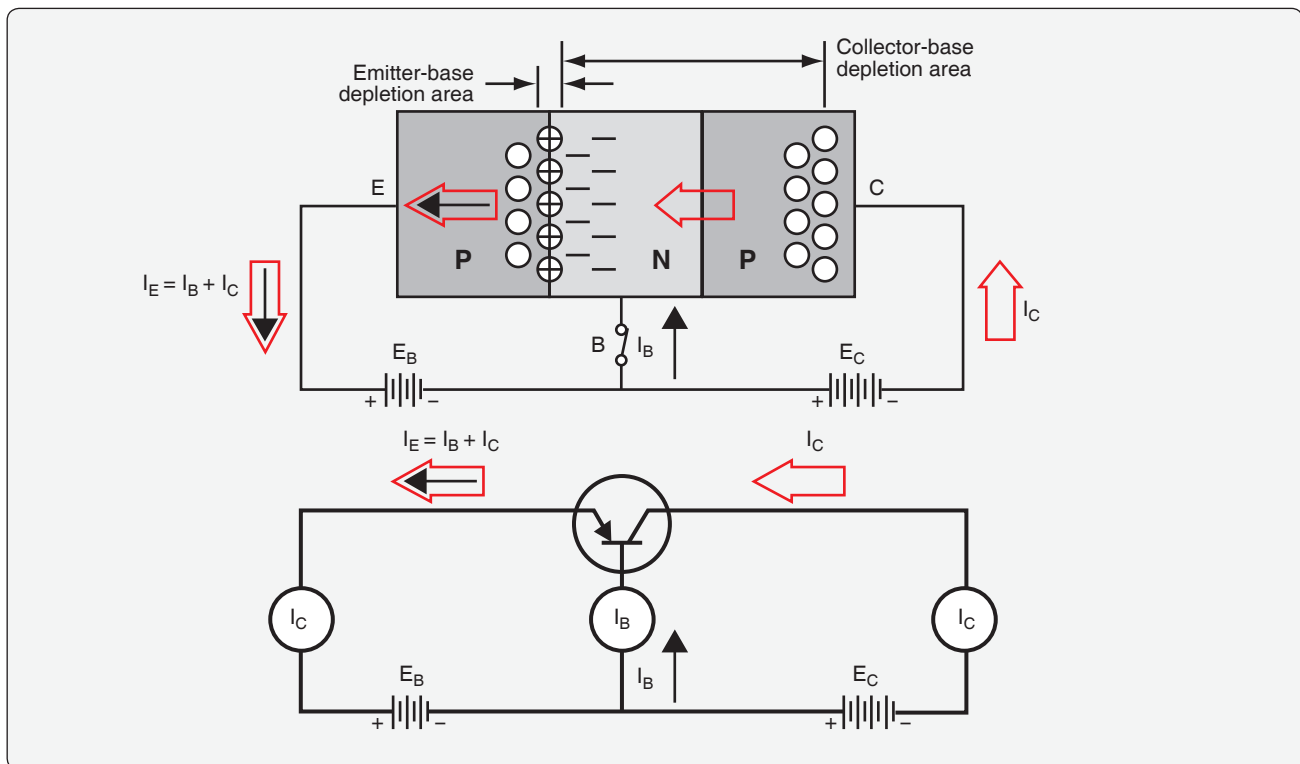 Collector-base
depletion area
Emitter-base
depletion area
E
C
P
N
P
I_E = I_B + I_C
I_C
B
I_B
E_B
E_C
+
−
+
−
I_E = I_B + I_C
I_C
I_C
I_B
I_C
I_B
E_B
E_C
+
−
+
−